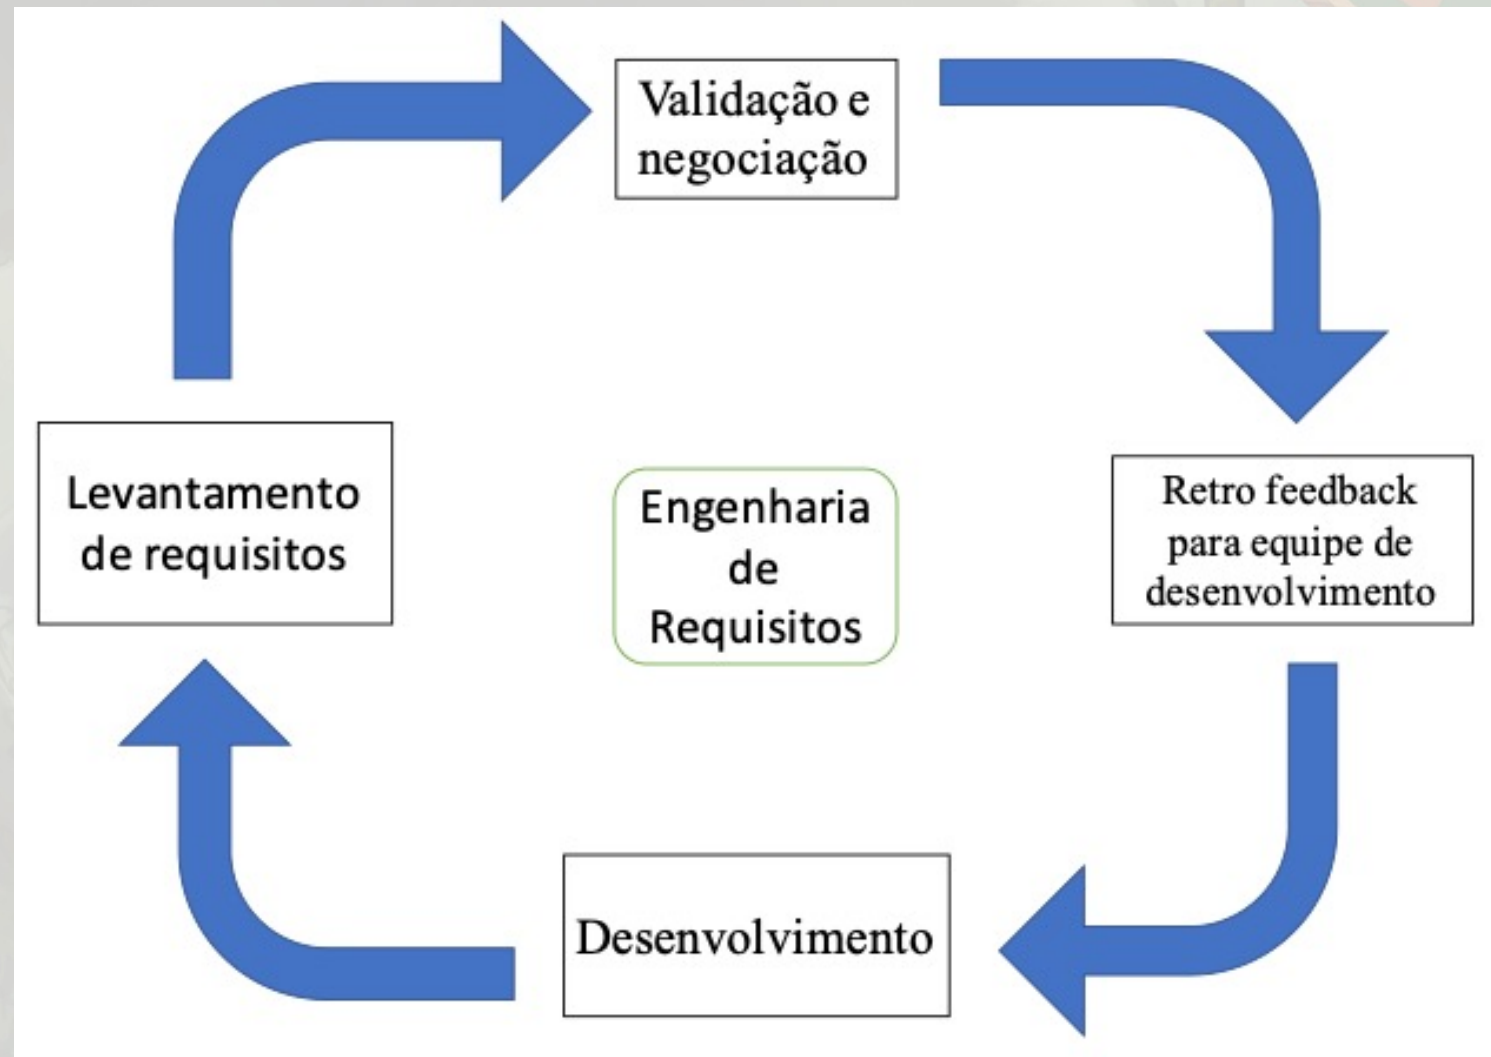 Validação e
negociação
Levantamento
de requisitos
Engenharia
de
Requisitos
Retro feedback
para equipe de
desenvolvimento
Desenvolvimento